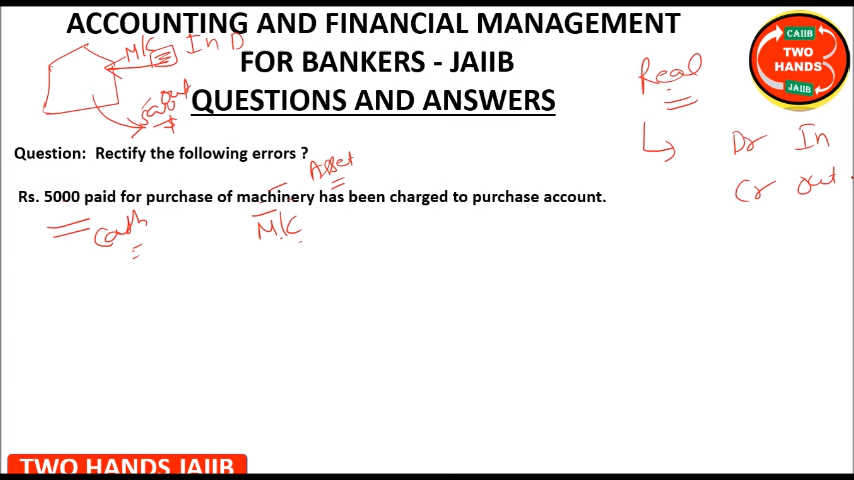 ACCOUNTING AND FINANCIAL MANAGEMENT
FOR BANKERS - JAIIB
QUESTIONS AND ANSWERS
CAIIB
TWO
HANDS
JAIIB
M/C
In D
out
Real
Dr In
Cr out
Question: Rectify the following errors ?
Asset
Rs. 5000 paid for purchase of machinery has been charged to purchase account.
Cash
M/C
TWO HANDS JAIIB